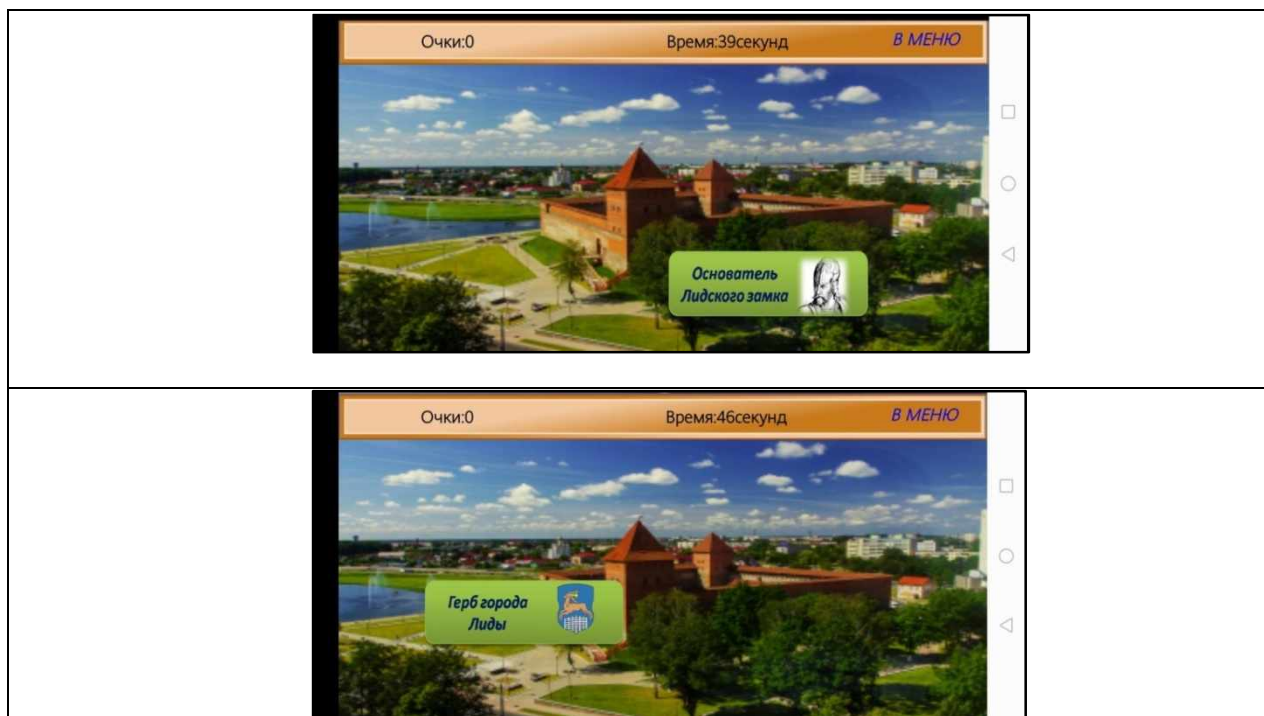 Очки:0 Время:39секунд В МЕНЮ
Основатель
Лидского замка
Очки:0 Время:46секунд В МЕНЮ
Герб города
Лиды